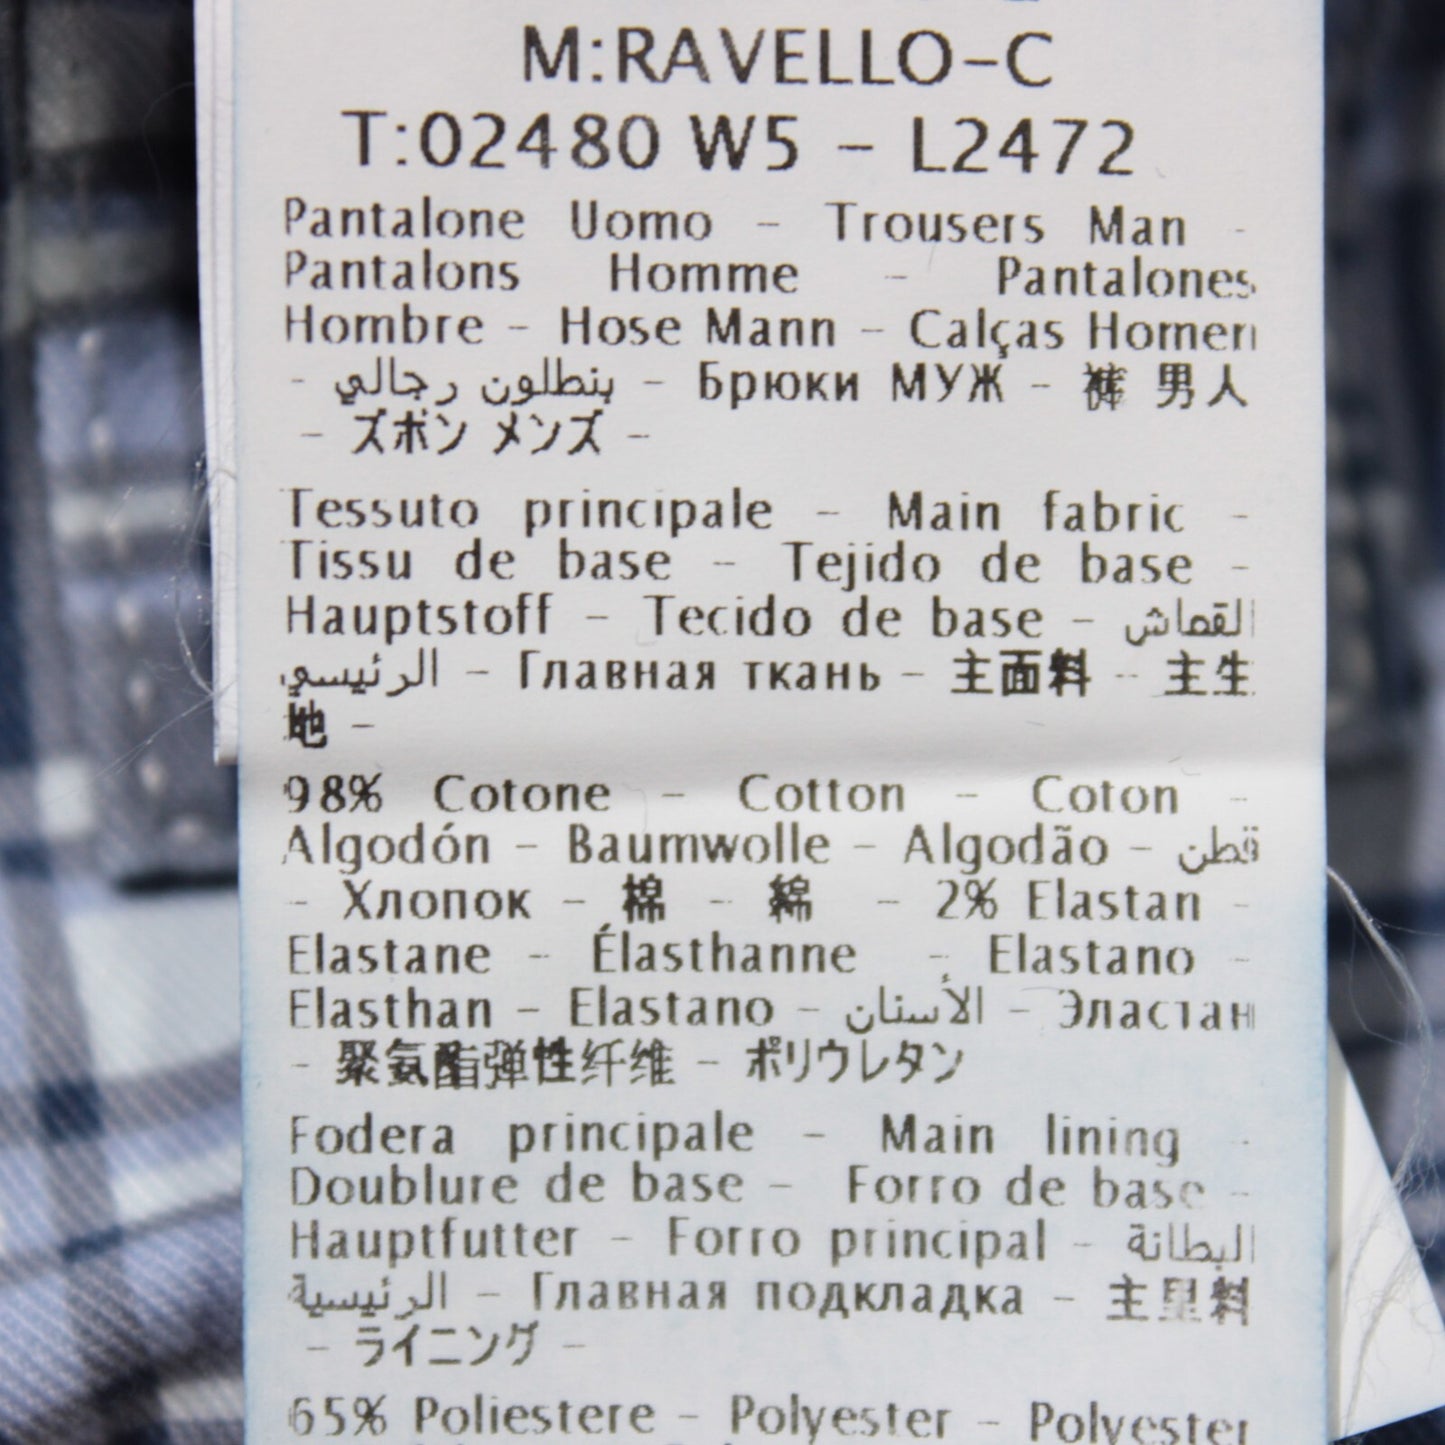 M:RAVELLO-C
T:02480 W5 - L2472
Pantalone Uomo - Trousers Man -
Pantalons Homme - Pantalones
Hombre - Hose Mann - Calças Homem
- بنطلون رجالي - Брюки МУЖ - 裤 男人
- ズボン メンズ -
Tessuto principale - Main fabric -
Tissu de base - Tejido de base -
Hauptstoff - Tecido de base - القماش
الرئيسي - Главная ткань - 主面料 - 主生
地 -
98% Cotone - Cotton - Coton -
Algodón - Baumwolle - Algodão - قطن
- Хлопок - 棉 - 綿 - 2% Elastan -
Elastane - Élasthanne - Elastano -
Elasthan - Elastano - الأسنان - Эластан
- 聚氨酯弹性纤维 - ポリウレタン
Fodera principale - Main lining -
Doublure de base - Forro de base -
Hauptfutter - Forro principal - البطانة
الرئيسية - Главная подкладка - 主里料
- ライニング -
65% Poliestere - Polyester - Polyester